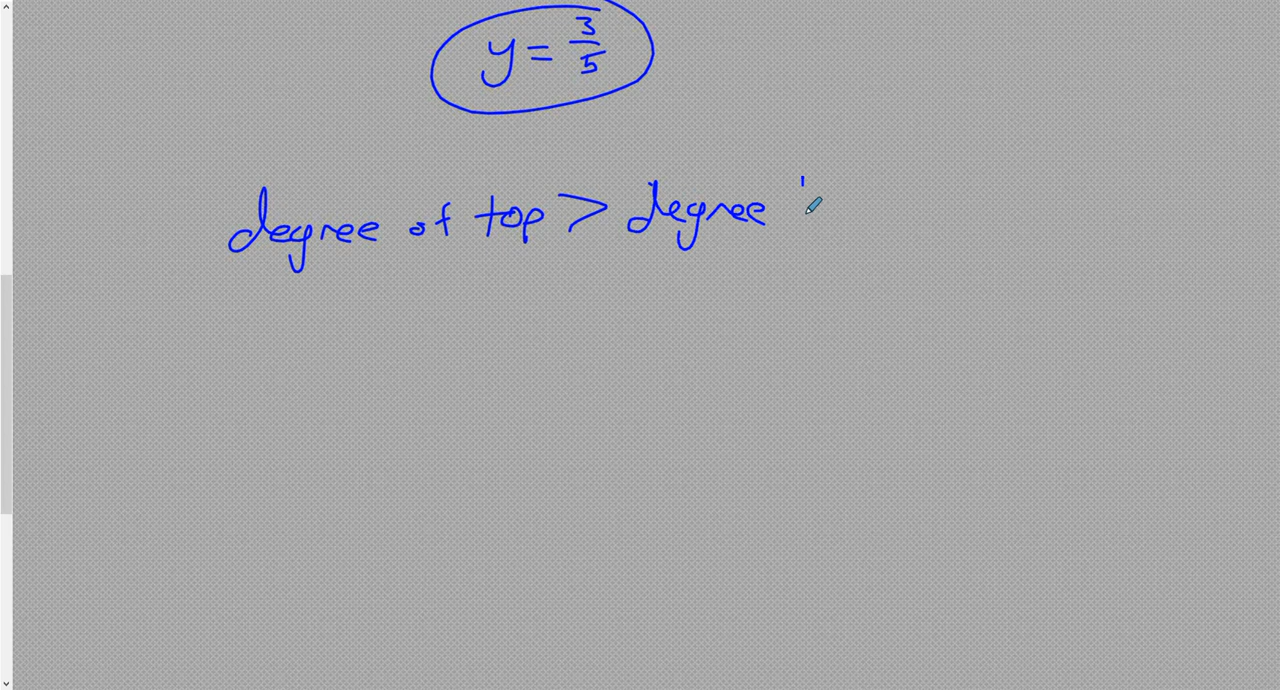 y = 3/5
degree of top > degree